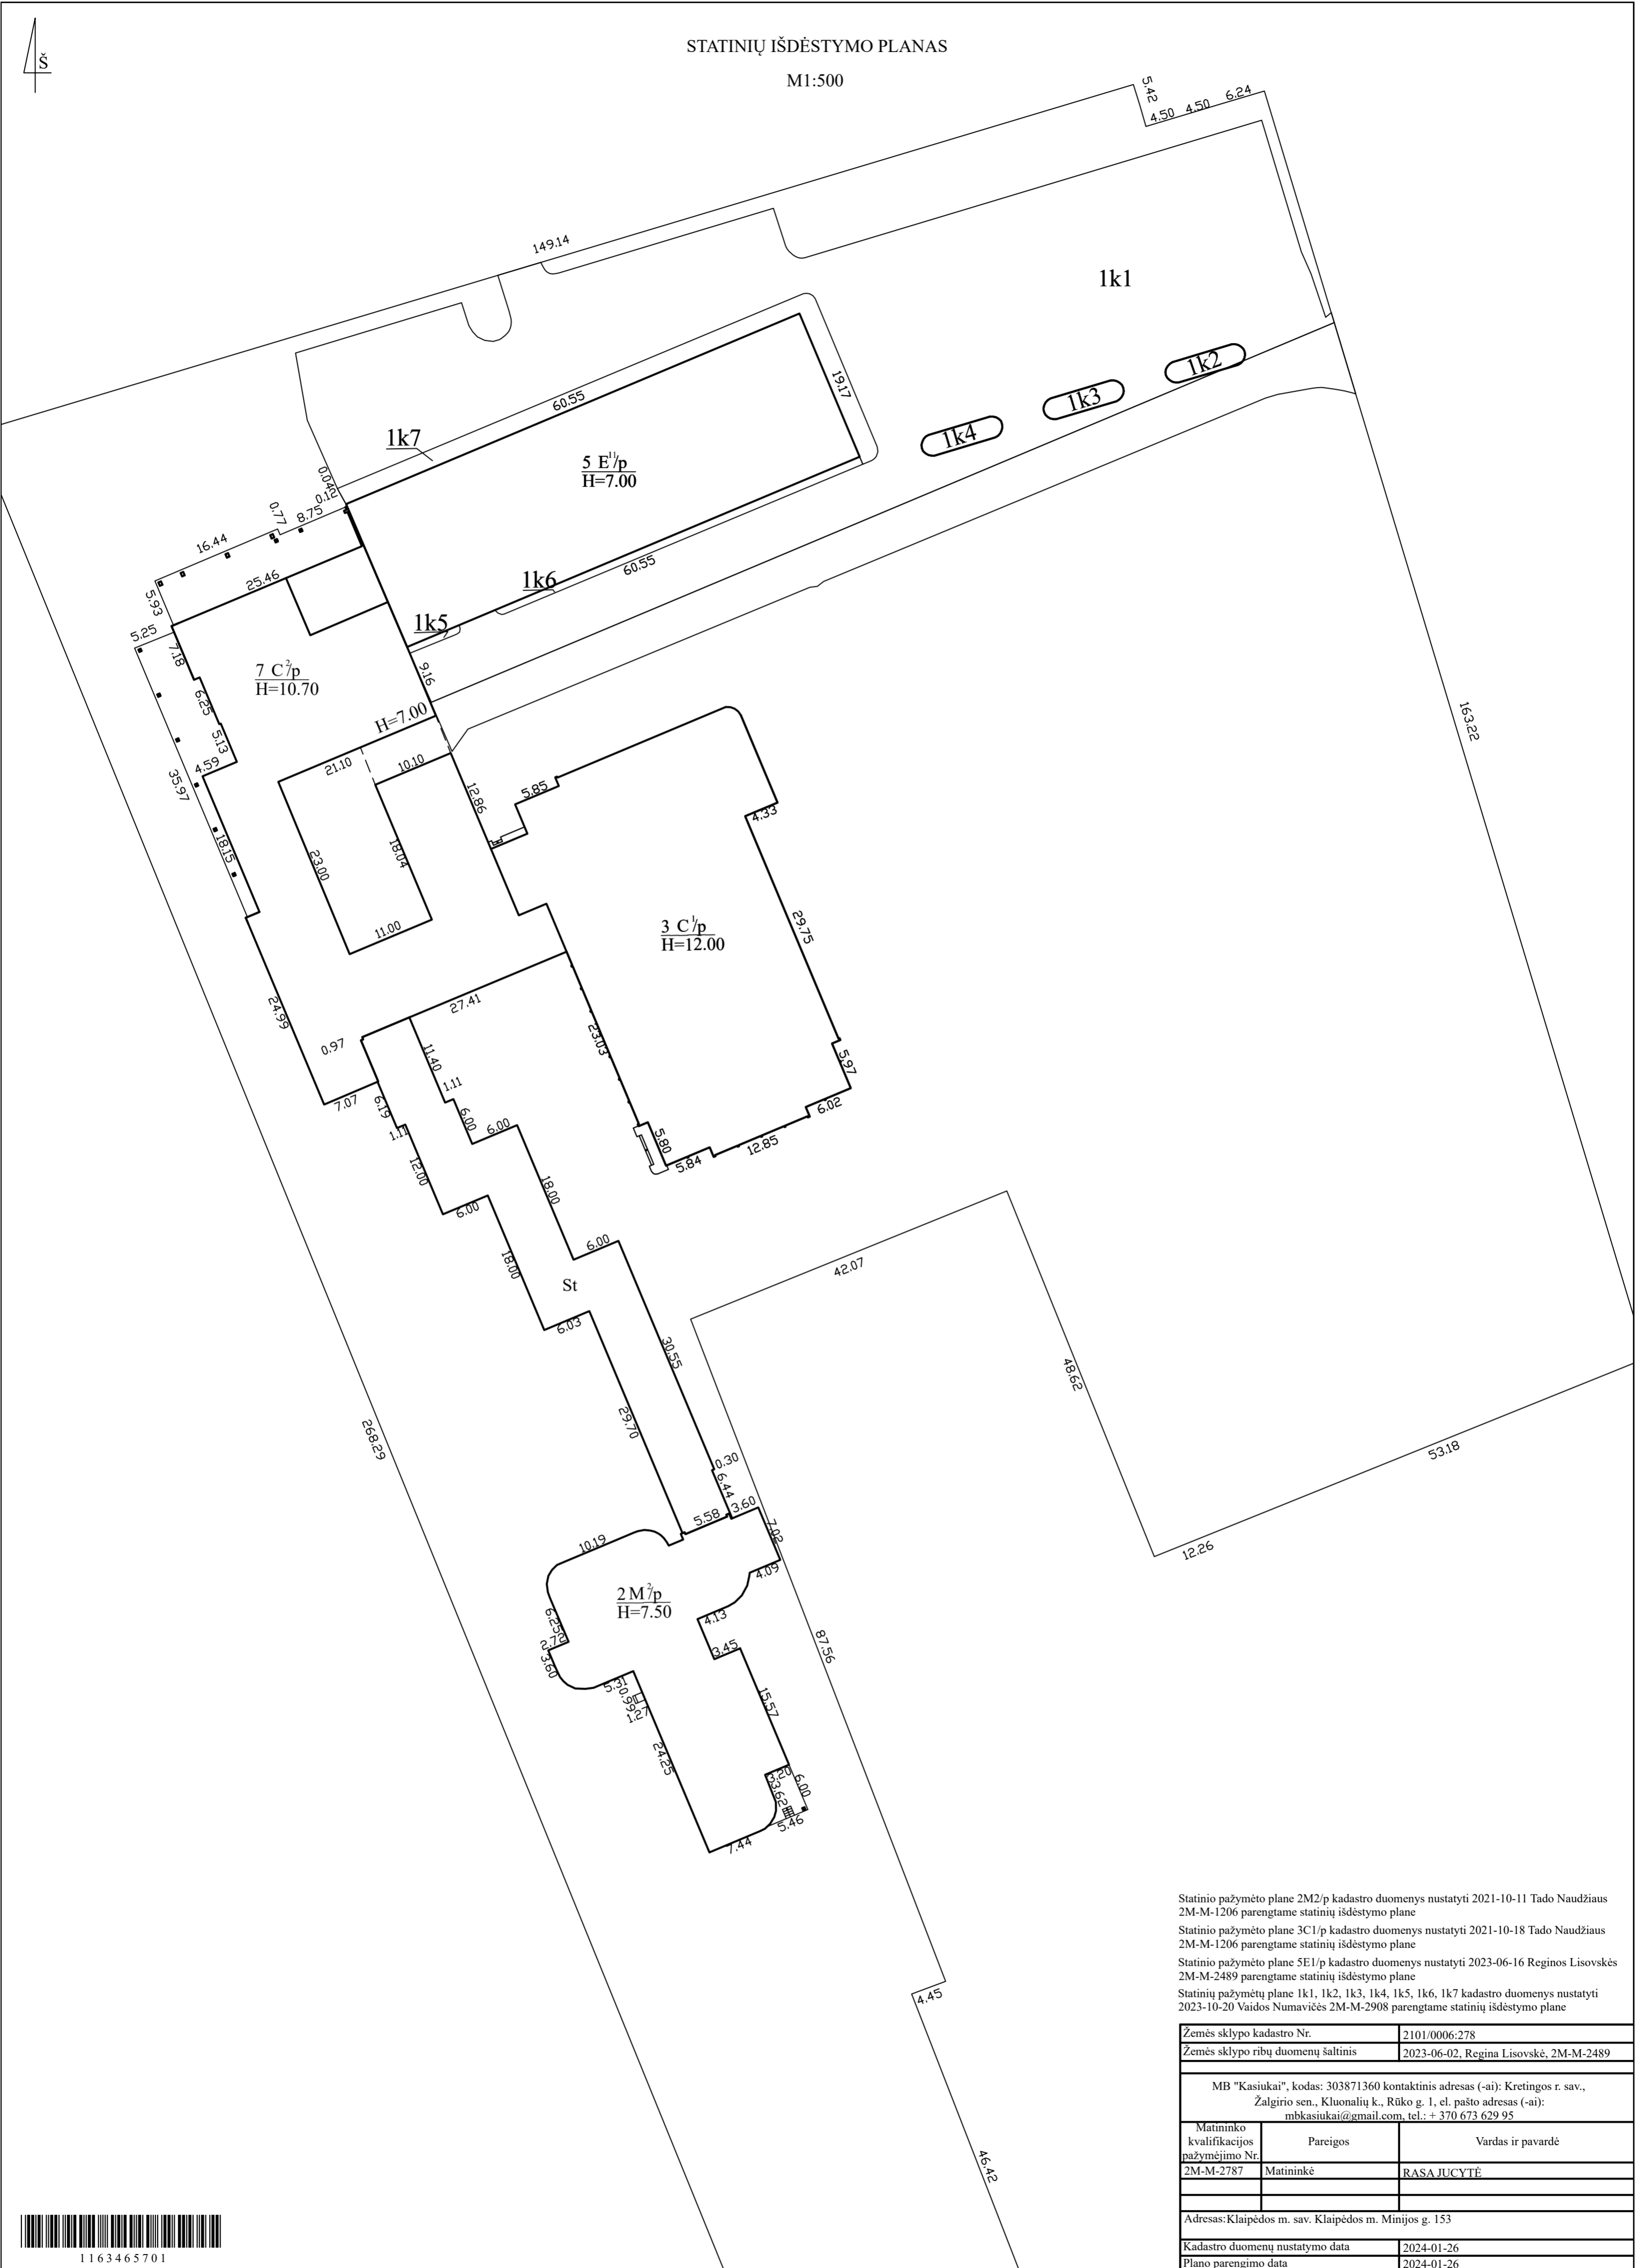 Š
STATINIŲ IŠDĖSTYMO PLANAS
M1:500
5.42
4.50 4.50 6.24
149.14
1k1
1k2
1k3
1k4
19.17
60.55
1k7
5 E¹¹/p
H=7.00
0.04
0.12
0.77
8.75
16.44
25.46
60.55
1k6
1k5
5.93
5.25
7.18
7 C²/p
H=10.70
6.25
9.16
H=7.00
5.13
4.59
21.10
10.10
163.22
35.97
12.86
5.85
4.33
18.15
23.00
18.04
11.00
3 C¹/p
H=12.00
29.75
27.41
24.99
23.03
0.97
11.40
5.97
1.11
7.07
6.19
6.00
6.00
6.02
1.11
5.80
12.85
5.84
12.00
18.00
6.00
6.00
18.00
St
42.07
6.03
30.55
48.62
29.70
268.29
53.18
0.30
6.44
3.60
5.58
7.02
10.19
12.26
4.09
2 M²/p
H=7.50
6.25
4.13
2.72
3.45
3.60
87.56
5.31
0.99
1.27
15.57
24.25
3.20
6.00
3.62
5.46
7.44
4.45
46.42
Statinio pažymėto plane 2M2/p kadastro duomenys nustatyti 2021-10-11 Tado Naudžiaus
2M-M-1206 parengtame statinių išdėstymo plane
Statinio pažymėto plane 3C1/p kadastro duomenys nustatyti 2021-10-18 Tado Naudžiaus
2M-M-1206 parengtame statinių išdėstymo plane
Statinio pažymėto plane 5E1/p kadastro duomenys nustatyti 2023-06-16 Reginos Lisovskės
2M-M-2489 parengtame statinių išdėstymo plane
Statinių pažymėtų plane 1k1, 1k2, 1k3, 1k4, 1k5, 1k6, 1k7 kadastro duomenys nustatyti
2023-10-20 Vaidos Numavičės 2M-M-2908 parengtame statinių išdėstymo plane
Žemės sklypo kadastro Nr. 2101/0006:278
Žemės sklypo ribų duomenų šaltinis 2023-06-02, Regina Lisovskė, 2M-M-2489
MB "Kasiukai", kodas: 303871360 kontaktinis adresas (-ai): Kretingos r. sav.,
Žalgirio sen., Kluonalių k., Rūko g. 1, el. pašto adresas (-ai):
mbkasiukai@gmail.com, tel.: + 370 673 629 95
Matininko
kvalifikacijos
pažymėjimo Nr.
Pareigos
Vardas ir pavardė
2M-M-2787 Matininkė RASA JUCYTĖ
Adresas:Klaipėdos m. sav. Klaipėdos m. Minijos g. 153
Kadastro duomenų nustatymo data 2024-01-26
Plano parengimo data 2024-01-26
1163465701